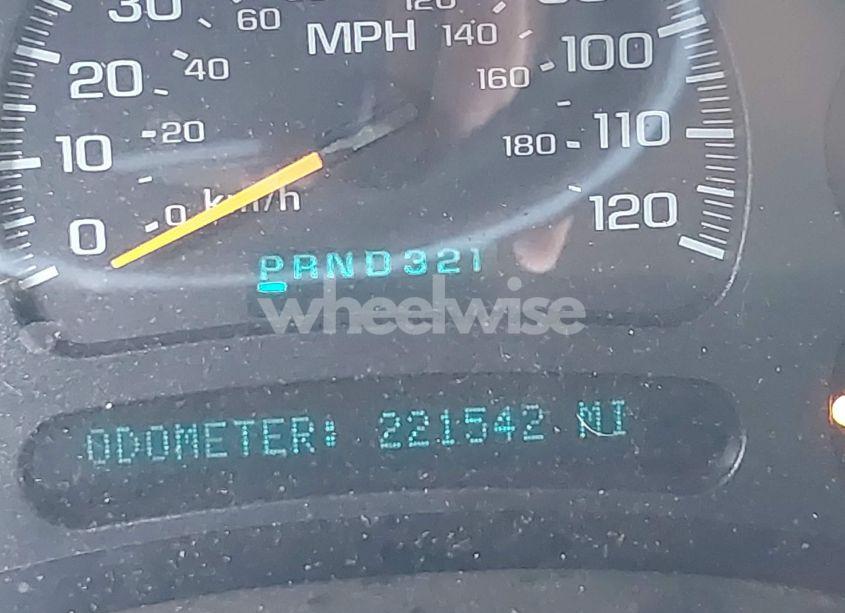 30 60 120 80
MPH 140
20 40 160 100
10 20 180 110
0 0 km/h 120
PRND321
wheelwise
ODOMETER: 221542 MI